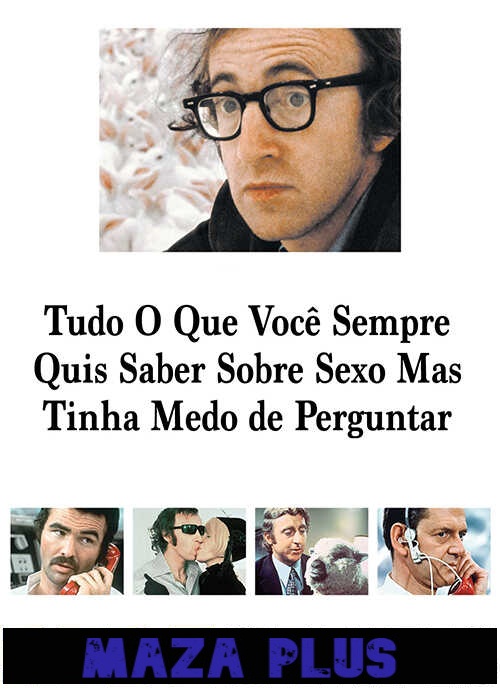 Tudo O Que Você Sempre
Quis Saber Sobre Sexo Mas
Tinha Medo de Perguntar
MAZA PLUS